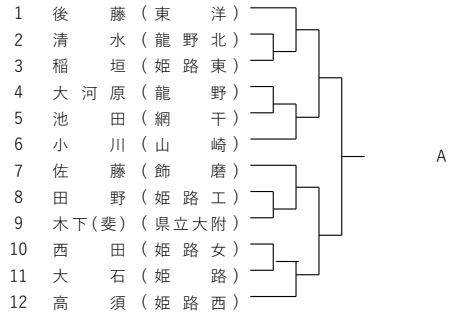 1 後藤 (東洋)
2 清水 (龍野北)
3 稲垣 (姫路東)
4 大河原 (龍野)
5 池田 (網干)
6 小川 (山崎)
7 佐藤 (飾磨)
8 田野 (姫路工)
9 木下(斐) (県立大附)
10 西田 (姫路女)
11 大石 (姫路)
12 高須 (姫路西)
A